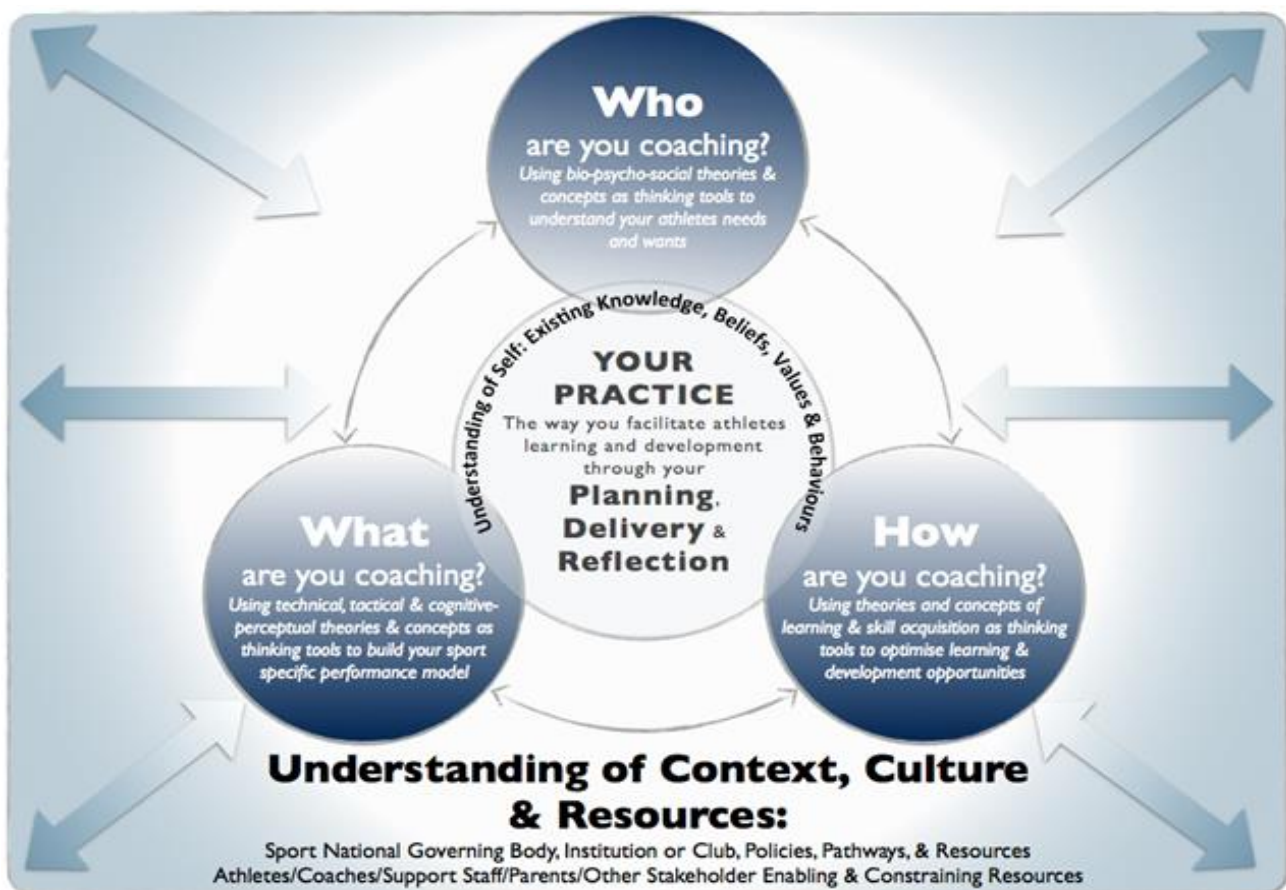 Who
are you coaching?
Using bio-psycho-social theories &
concepts as thinking tools to
understand your athletes needs
and wants
Understanding of Self: Existing Knowledge, Beliefs, Values & Behaviours
YOUR
PRACTICE
The way you facilitate athletes
learning and development
through your
Planning,
Delivery &
Reflection
What
are you coaching?
Using technical, tactical & cognitive-
perceptual theories & concepts as
thinking tools to build your sport
specific performance model
How
are you coaching?
Using theories and concepts of
learning & skill acquisition as thinking
tools to optimise learning &
development opportunities
Understanding of Context, Culture
& Resources:
Sport National Governing Body, Institution or Club, Policies, Pathways, & Resources
Athletes/Coaches/Support Staff/Parents/Other Stakeholder Enabling & Constraining Resources